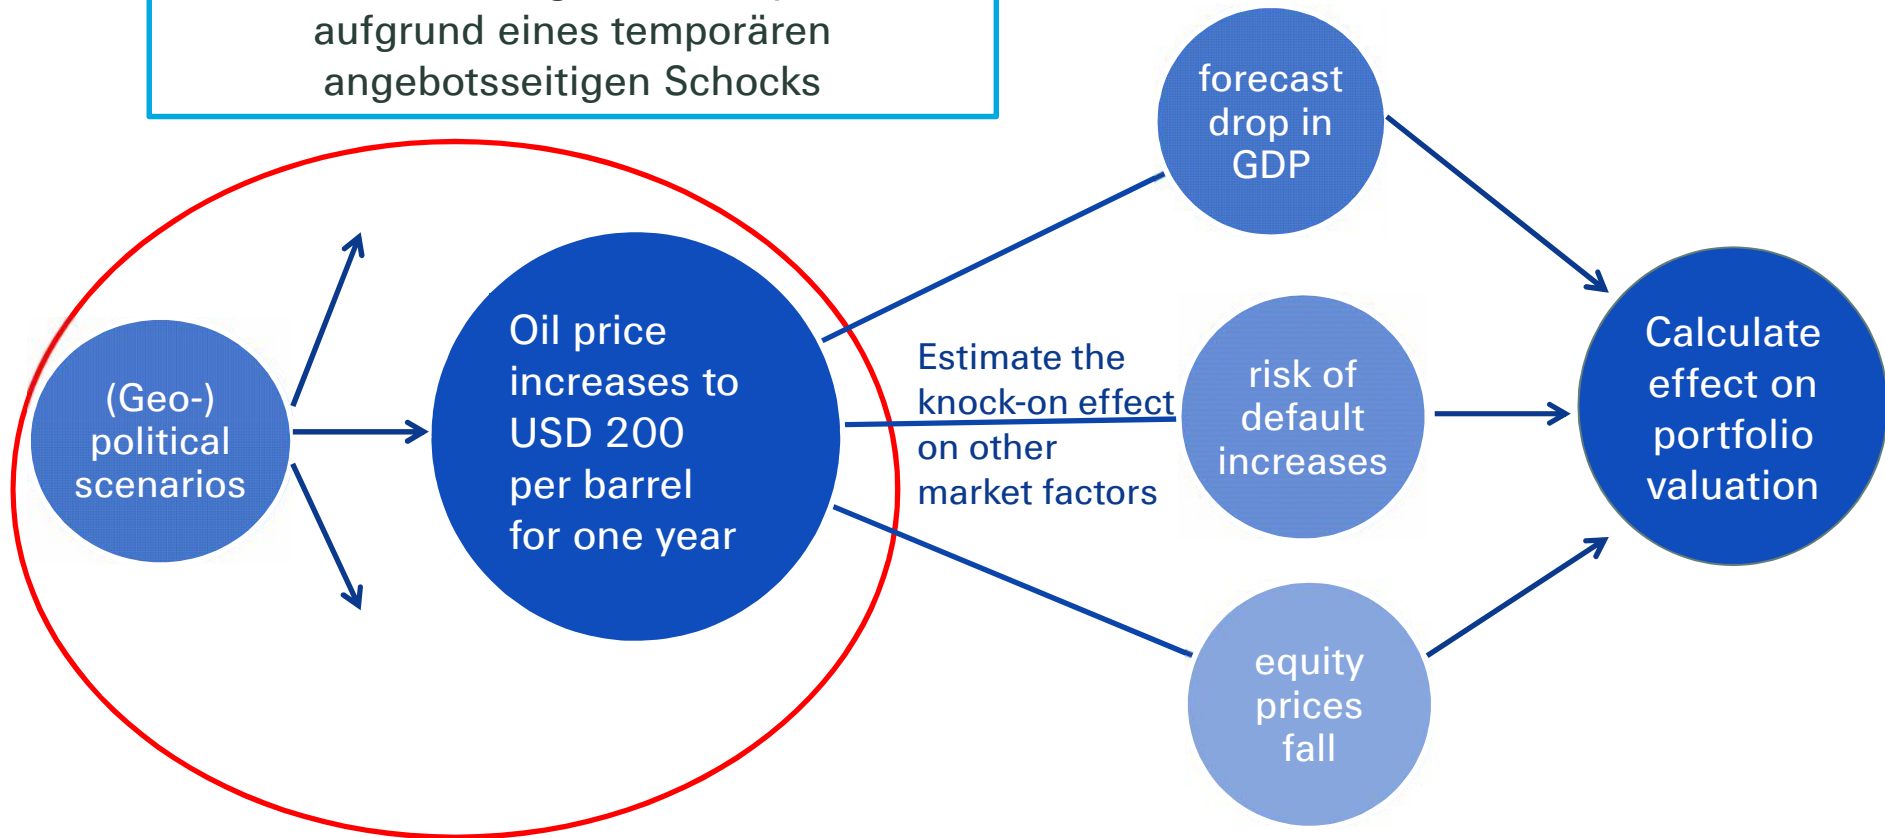 aufgrund eines temporären
angebotsseitigen Schocks
(Geo-)
political
scenarios
Oil price
increases to
USD 200
per barrel
for one year
Estimate the
knock-on effect
on other
market factors
forecast
drop in
GDP
risk of
default
increases
equity
prices
fall
Calculate
effect on
portfolio
valuation